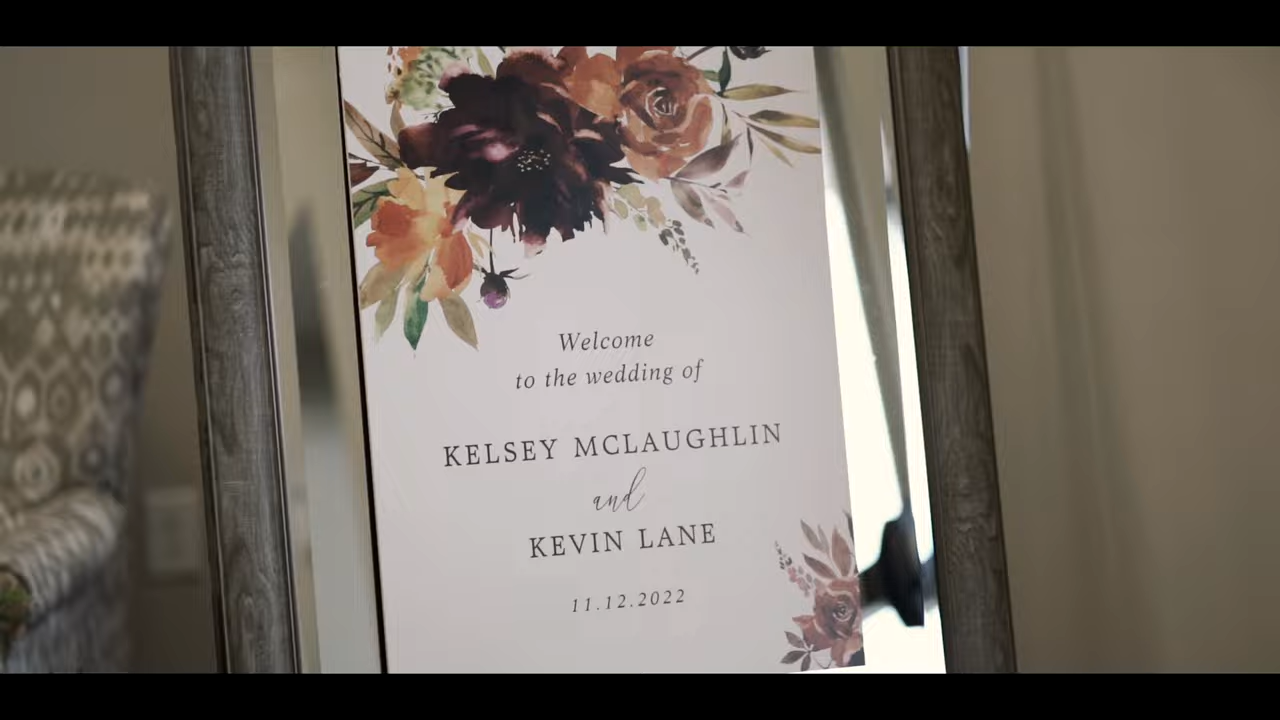 Welcome
to the wedding of
KELSEY MCLAUGHLIN
and
KEVIN LANE
11.12.2022